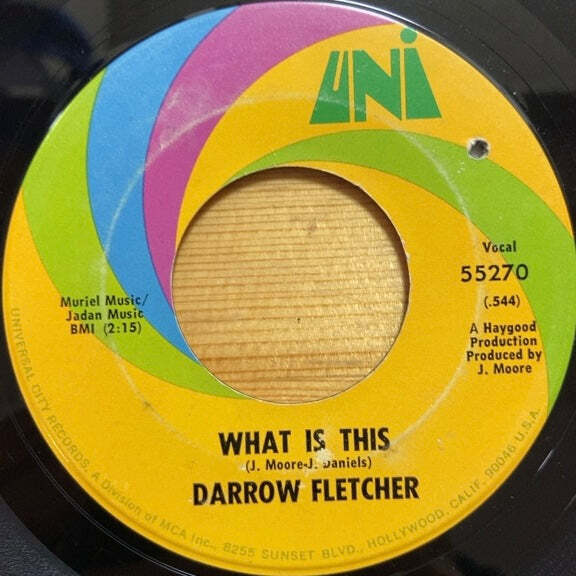 UNI
Vocal
55270
(.544)
Muriel Music/
Jadan Music
BMI (2:15)
A Haygood
Production
Produced by
J. Moore
WHAT IS THIS
(J. Moore-J. Daniels)
DARROW FLETCHER
UNIVERSAL CITY RECORDS, A Division of MCA Inc., 8255 SUNSET BLVD., HOLLYWOOD, CALIF. 90046 U.S.A.